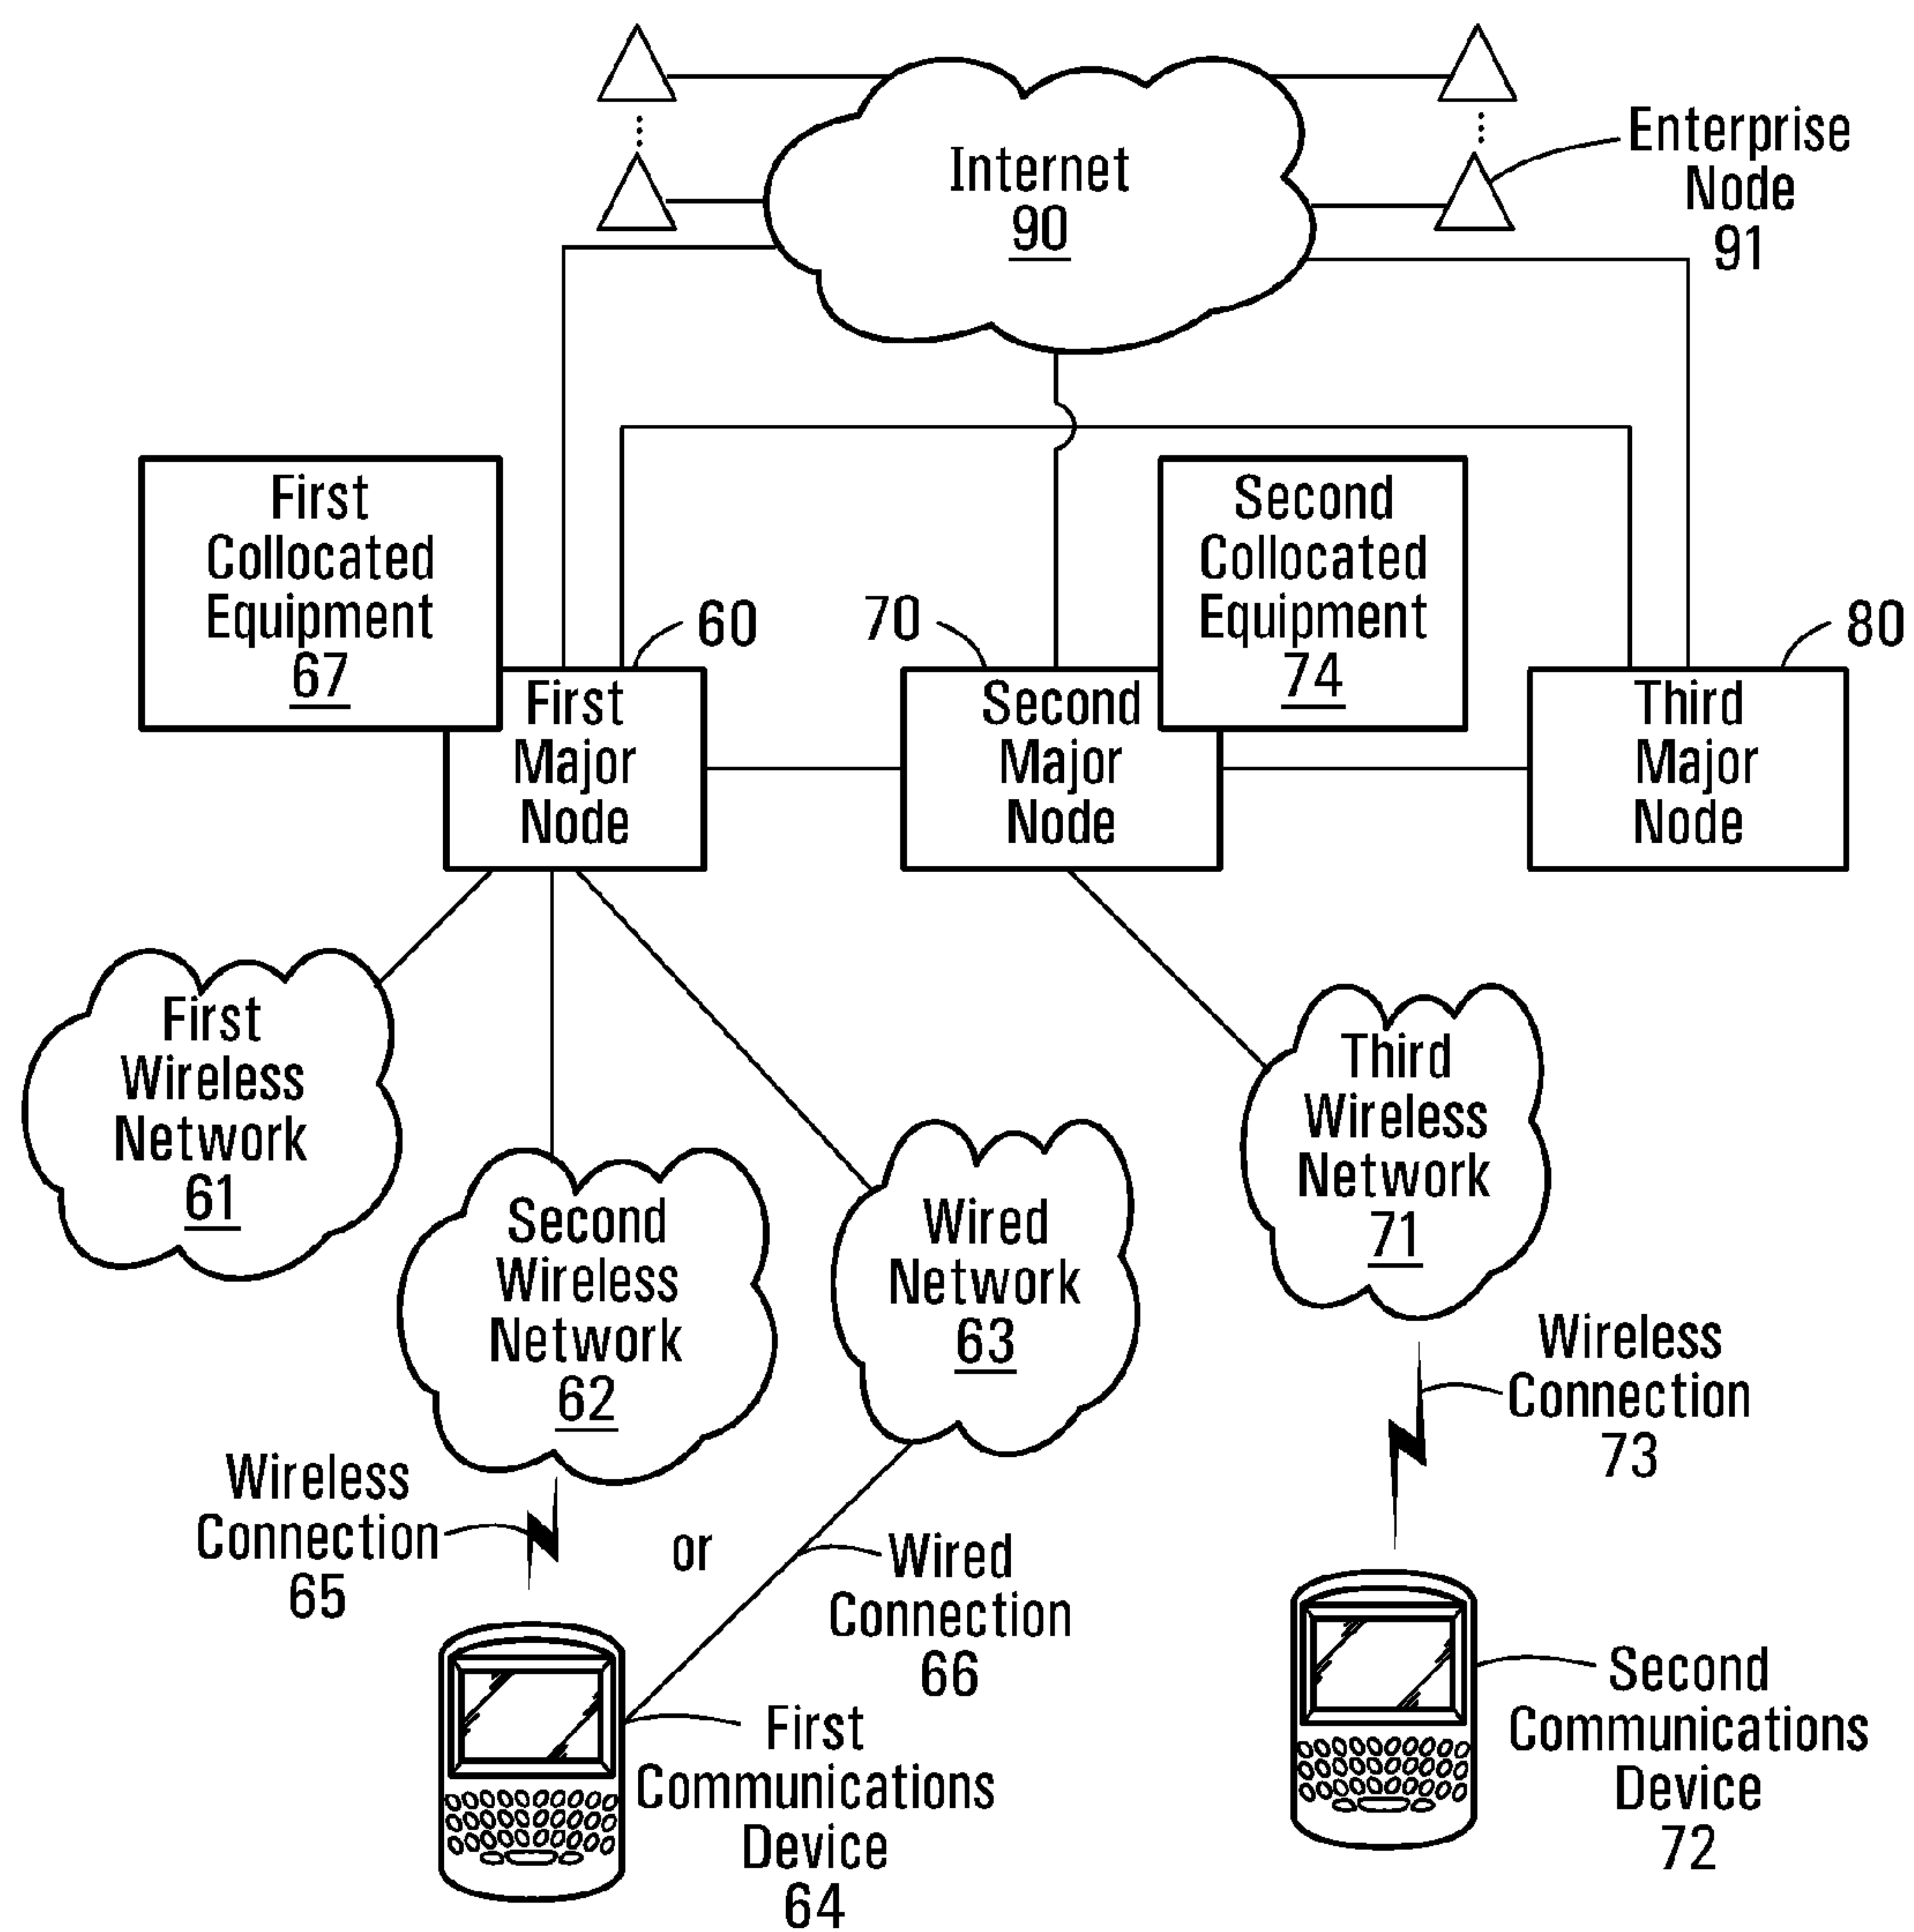 Internet
90
Enterprise
Node
91
First
Collocated
Equipment
67
Second
Collocated
Equipment
74
60
70
80
First
Major
Node
Second
Major
Node
Third
Major
Node
First
Wireless
Network
61
Second
Wireless
Network
62
Wired
Network
63
Third
Wireless
Network
71
Wireless
Connection
73
Wireless
Connection
65
or
Wired
Connection
66
First
Communications
Device
64
Second
Communications
Device
72